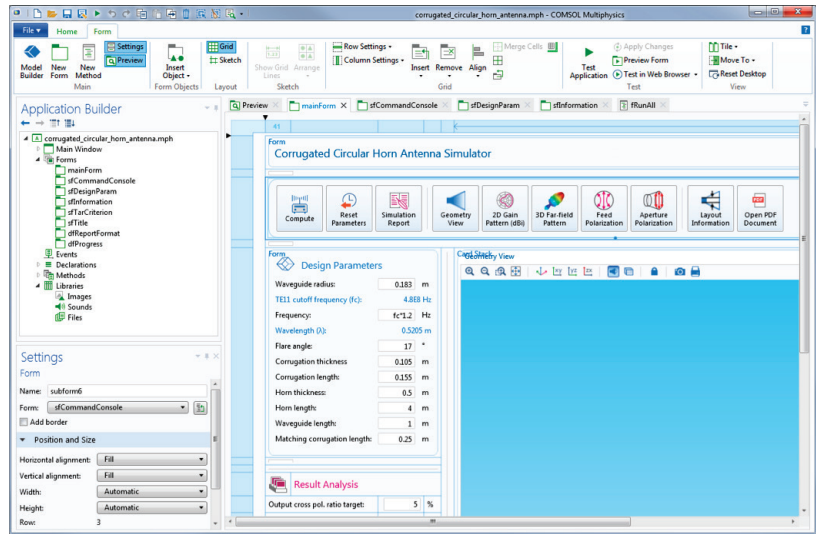 corrugated_circular_horn_antenna.mph - COMSOL Multiphysics
File Home Form
Model Builder
New Form
New Method
Settings
Preview
Main
Insert Object
Form Objects
Grid
Sketch
Layout
Show Grid Lines
Arrange
Sketch
Row Settings
Column Settings
Insert
Remove
Align
Merge Cells
Grid
Test Application
Apply Changes
Preview Form
Test in Web Browser
Test
Tile
Move To
Reset Desktop
View
Application Builder
corrugated_circular_horn_antenna.mph
Main Window
Forms
mainForm
sfCommandConsole
sfDesignParam
sfInformation
sfTarCriterion
sfTitle
dfReportFormat
dfProgress
Events
Declarations
Methods
Libraries
Images
Sounds
Files
Settings
Form
Name: subform6
Form: sfCommandConsole
Add border
Position and Size
Horizontal alignment: Fill
Vertical alignment: Fill
Width: Automatic
Height: Automatic
Row: 3
Preview mainForm sfCommandConsole sfDesignParam sfInformation fRunAll
Form
Corrugated Circular Horn Antenna Simulator
Compute
Reset Parameters
Simulation Report
Geometry View
2D Gain Pattern (dBi)
3D Far-field Pattern
Feed Polarization
Aperture Polarization
Layout Information
Open PDF Document
Form
Design Parameters
Waveguide radius: 0.183 m
TE11 cutoff frequency (fc): 4.8E8 Hz
Frequency: fc*1.2 Hz
Wavelength (λ): 0.5205 m
Flare angle: 17 °
Corrugation thickness 0.105 m
Corrugation length: 0.155 m
Horn thickness: 0.5 m
Horn length: 4 m
Waveguide length: 1 m
Matching corrugation length: 0.25 m
Result Analysis
Output cross pol. ratio target: 5 %
Card Stack
Geometry View